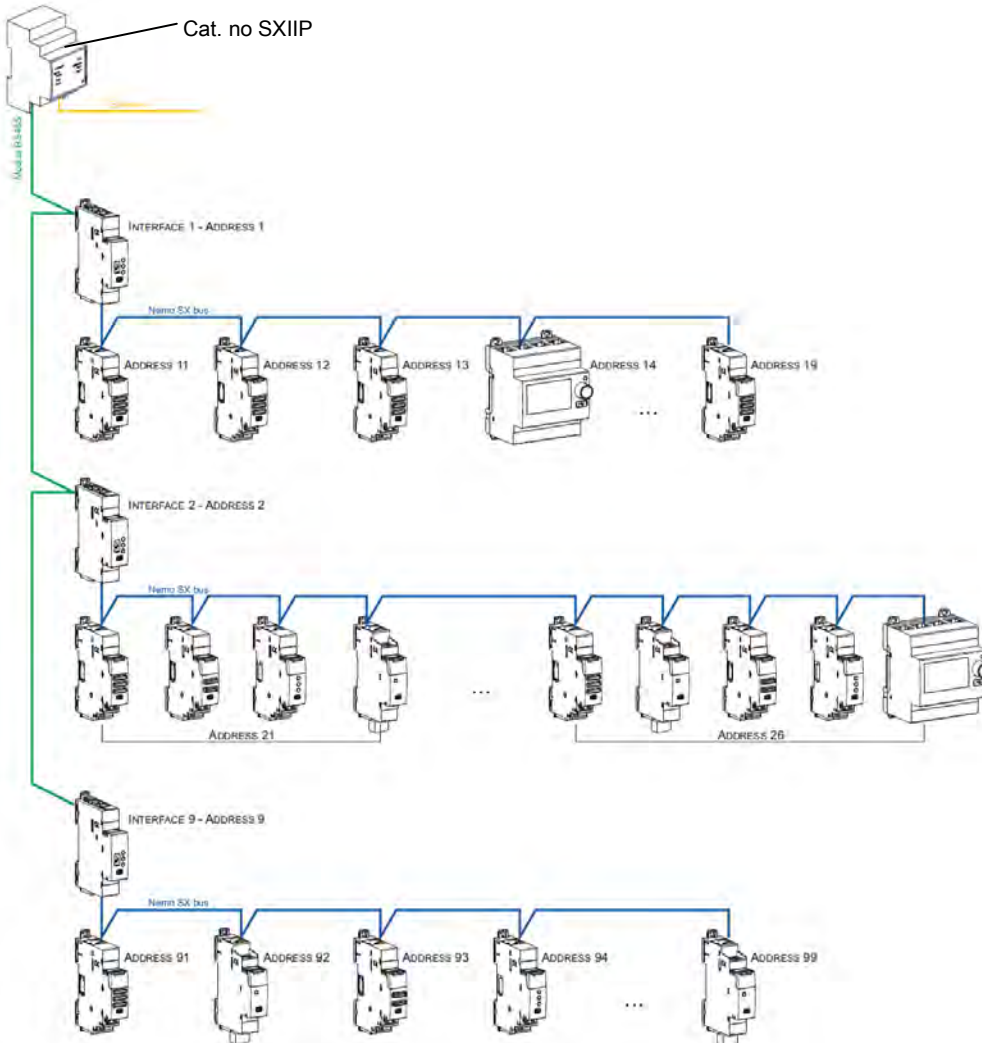 Cat. no SXIIP
INTERFACE 1 - ADDRESS 1
Nemo SX bus
ADDRESS 11
ADDRESS 12
ADDRESS 13
ADDRESS 14
ADDRESS 19
...
INTERFACE 2 - ADDRESS 2
Nemo SX bus
...
ADDRESS 21
ADDRESS 26
INTERFACE 9 - ADDRESS 9
Nemo SX bus
ADDRESS 91
ADDRESS 92
ADDRESS 93
ADDRESS 94
ADDRESS 99
...